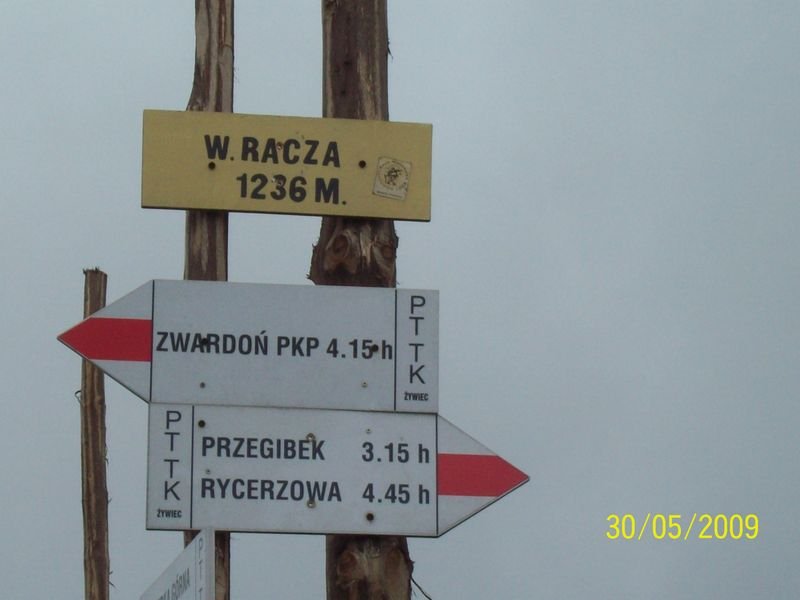 W. RACZA
1236 M.
ZWARDOŃ PKP 4.15 h
PTTK
ŻYWIEC
PTTK
ŻYWIEC
PRZEGIBEK 3.15 h
RYCERZOWA 4.45 h
GÓRNA
30/05/2009